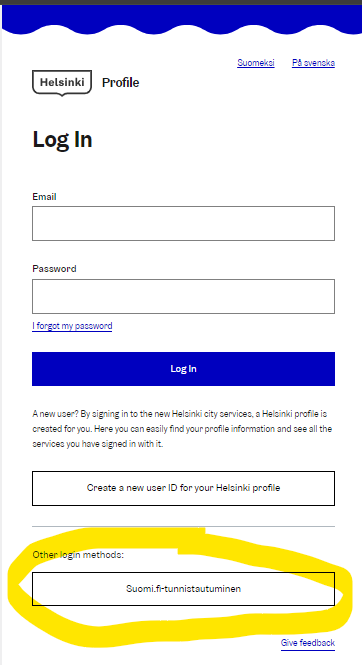 Suomeksi På svenska
Helsinki Profile
Log In
Email
Password
I forgot my password
Log In
A new user? By signing in to the new Helsinki city services, a Helsinki profile is
created for you. Here you can easily find your profile information and see all the
services you have signed in with it.
Create a new user ID for your Helsinki profile
Other login methods:
Suomi.fi-tunnistautuminen
Give feedback